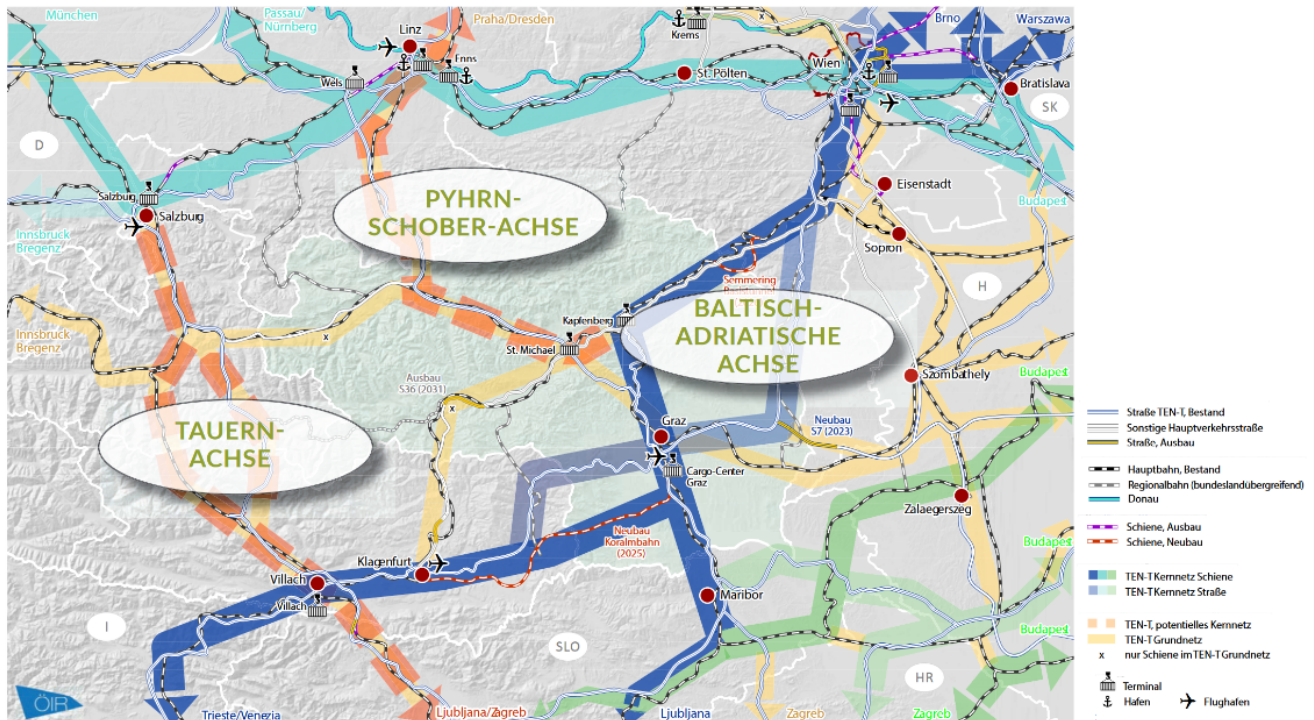 München
Passau/
Nürnberg
Linz
Praha/Dresden
Krems
Brno
Warszawa
Enns
Wels
St. Pölten
Wien
Bratislava
SK
D
Salzburg
Salzburg
Eisenstadt
Budapest
Innsbruck
Bregenz
Sopron
PYHRN-
SCHOBER-ACHSE
Semmering
H
Kapfenberg
BALTISCH-
ADRIATISCHE
ACHSE
Innsbruck
Bregenz
x
St. Michael
Szombathely
Budapest
Ausbau
S36 (2031)
x
Neubau
S7 (2023)
TAUERN-
ACHSE
Graz
Cargo-Center
Graz
Zalaegerszeg
Neubau
Koralmbahn
(2025)
Budapest
Klagenfurt
Villach
Villach
Maribor
Budapest
I
SLO
HR
ÖIR
Trieste/Venezia
Ljubljana/Zagreb
Ljubljana
Zagreb
Zagreb
Straße TEN-T, Bestand
Sonstige Hauptverkehrsstraße
Straße, Ausbau
Hauptbahn, Bestand
Regionalbahn (bundeslandübergreifend)
Donau
Schiene, Ausbau
Schiene, Neubau
TEN-T Kernnetz Schiene
TEN-T Kernnetz Straße
TEN-T, potentielles Kernnetz
TEN-T Grundnetz
x nur Schiene im TEN-T Grundnetz
Terminal
Hafen
Flughafen